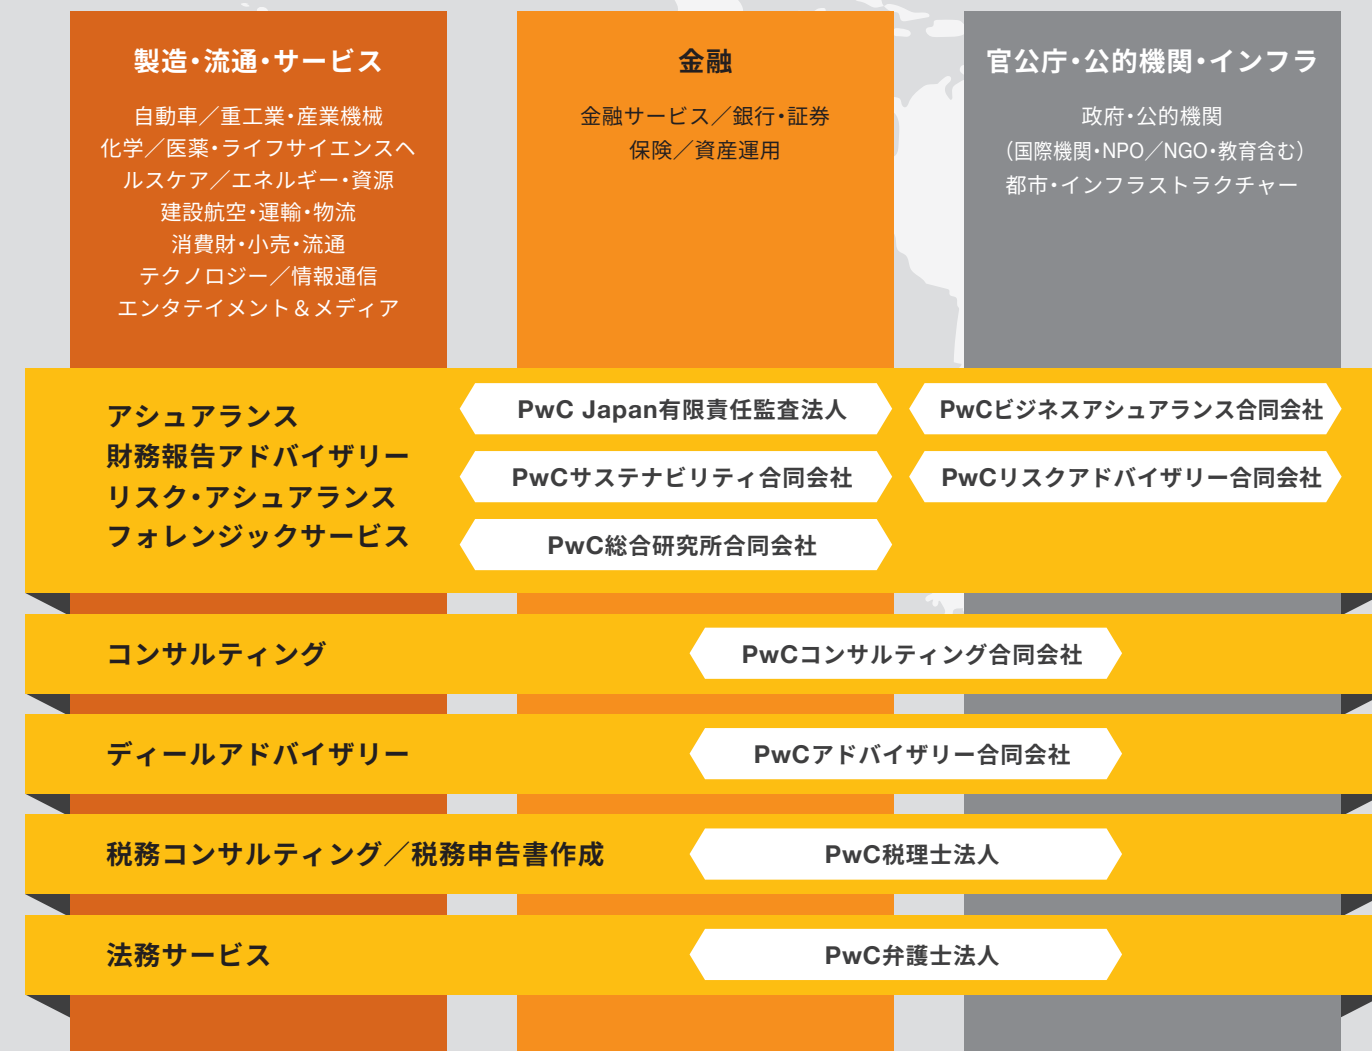 製造・流通・サービス
自動車／重工業・産業機械
化学／医薬・ライフサイエンスヘ
ルスケア／エネルギー・資源
建設航空・運輸・物流
消費財・小売・流通
テクノロジー／情報通信
エンタテイメント＆メディア
金融
金融サービス／銀行・証券
保険／資産運用
官公庁・公的機関・インフラ
政府・公的機関
（国際機関・NPO／NGO・教育含む）
都市・インフラストラクチャー
アシュアランス
財務報告アドバイザリー
リスク・アシュアランス
フォレンジックサービス
PwC Japan有限責任監査法人
PwCビジネスアシュアランス合同会社
PwCサステナビリティ合同会社
PwCリスクアドバイザリー合同会社
PwC総合研究所合同会社
コンサルティング
PwCコンサルティング合同会社
ディールアドバイザリー
PwCアドバイザリー合同会社
税務コンサルティング／税務申告書作成
PwC税理士法人
法務サービス
PwC弁護士法人